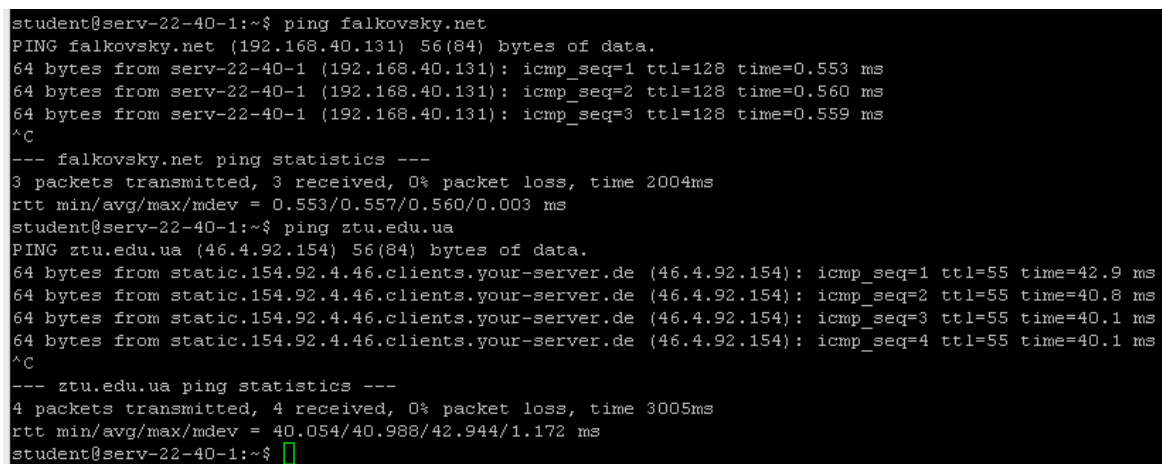 student@serv-22-40-1:~$ ping falkovsky.net
PING falkovsky.net (192.168.40.131) 56(84) bytes of data.
64 bytes from serv-22-40-1 (192.168.40.131): icmp_seq=1 ttl=128 time=0.553 ms
64 bytes from serv-22-40-1 (192.168.40.131): icmp_seq=2 ttl=128 time=0.560 ms
64 bytes from serv-22-40-1 (192.168.40.131): icmp_seq=3 ttl=128 time=0.559 ms
^C
--- falkovsky.net ping statistics ---
3 packets transmitted, 3 received, 0% packet loss, time 2004ms
rtt min/avg/max/mdev = 0.553/0.557/0.560/0.003 ms
student@serv-22-40-1:~$ ping ztu.edu.ua
PING ztu.edu.ua (46.4.92.154) 56(84) bytes of data.
64 bytes from static.154.92.4.46.clients.your-server.de (46.4.92.154): icmp_seq=1 ttl=55 time=42.9 ms
64 bytes from static.154.92.4.46.clients.your-server.de (46.4.92.154): icmp_seq=2 ttl=55 time=40.8 ms
64 bytes from static.154.92.4.46.clients.your-server.de (46.4.92.154): icmp_seq=3 ttl=55 time=40.1 ms
64 bytes from static.154.92.4.46.clients.your-server.de (46.4.92.154): icmp_seq=4 ttl=55 time=40.1 ms
^C
--- ztu.edu.ua ping statistics ---
4 packets transmitted, 4 received, 0% packet loss, time 3005ms
rtt min/avg/max/mdev = 40.054/40.988/42.944/1.172 ms
student@serv-22-40-1:~$